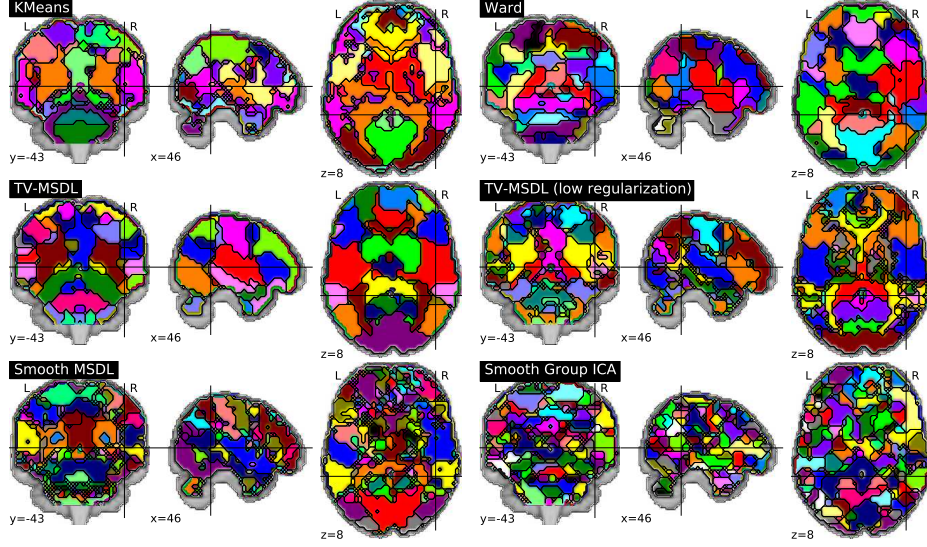 KMeans
L R
y=-43
x=46
L R
z=8
Ward
L R
y=-43
x=46
L R
z=8
TV-MSDL
L R
y=-43
x=46
L R
z=8
TV-MSDL (low regularization)
L R
y=-43
x=46
L R
z=8
Smooth MSDL
L R
y=-43
x=46
L R
z=8
Smooth Group ICA
L R
y=-43
x=46
L R
z=8